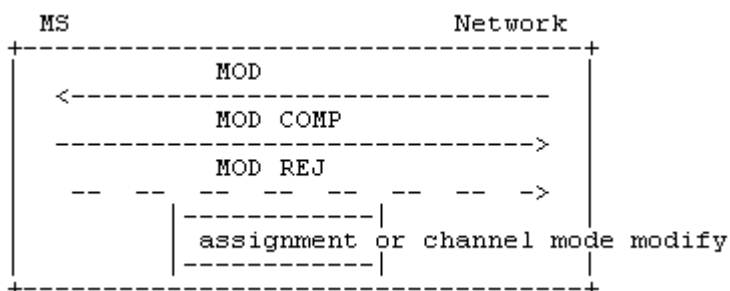 MS Network
MOD
MOD COMP
MOD REJ
assignment or channel mode modify